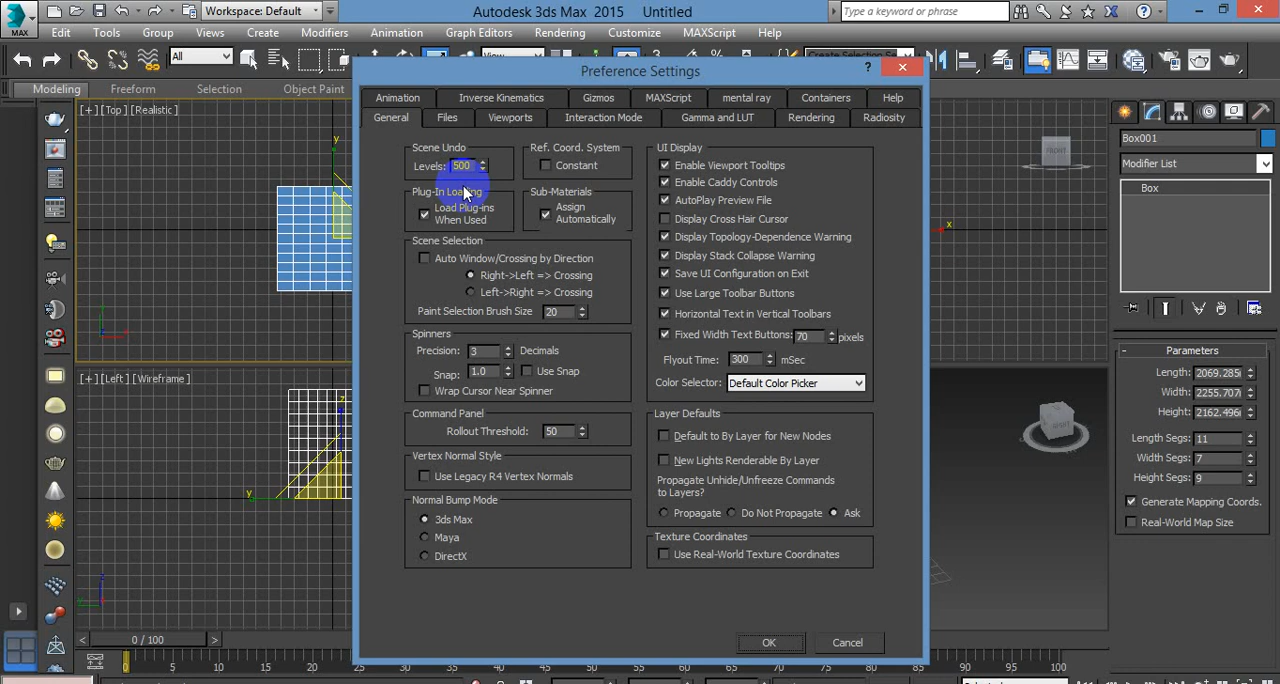 Workspace: Default
Autodesk 3ds Max 2015 Untitled
Type a keyword or phrase
MAX
Edit Tools Group Views Create Modifiers Animation Graph Editors Rendering Customize MAXScript Help
All
View
Create Selection Se
Modeling Freeform Selection Object Paint
Preference Settings
?
Animation Inverse Kinematics Gizmos MAXScript mental ray Containers Help
General Files Viewports Interaction Mode Gamma and LUT Rendering Radiosity
Scene Undo
Levels: 500
Ref. Coord. System
Constant
Plug-In Loading
Load Plug-ins
When Used
Sub-Materials
Assign
Automatically
Scene Selection
Auto Window/Crossing by Direction
Right->Left => Crossing
Left->Right => Crossing
Paint Selection Brush Size 20
Spinners
Precision: 3 Decimals
Snap: 1.0 Use Snap
Wrap Cursor Near Spinner
Command Panel
Rollout Threshold: 50
Vertex Normal Style
Use Legacy R4 Vertex Normals
Normal Bump Mode
3ds Max
Maya
DirectX
UI Display
Enable Viewport Tooltips
Enable Caddy Controls
AutoPlay Preview File
Display Cross Hair Cursor
Display Topology-Dependence Warning
Display Stack Collapse Warning
Save UI Configuration on Exit
Use Large Toolbar Buttons
Horizontal Text in Vertical Toolbars
Fixed Width Text Buttons: 70 pixels
Flyout Time: 300 mSec
Color Selector: Default Color Picker
Layer Defaults
Default to By Layer for New Nodes
New Lights Renderable By Layer
Propagate Unhide/Unfreeze Commands
to Layers?
Propagate Do Not Propagate Ask
Texture Coordinates
Use Real-World Texture Coordinates
OK Cancel
[+] [Top] [Realistic]
y
[+] [Left] [Wireframe]
z
y
FRONT
x
Box001
Modifier List
Box
- Parameters
Length: 2069.285
Width: 2255.707
Height: 2162.496
Length Segs: 11
Width Segs: 7
Height Segs: 9
Generate Mapping Coords.
Real-World Map Size
< 0 / 100 >
0 5 10 15 20 25 30 35 40 45 50 55 60 65 70 75 80 85 90 95 100